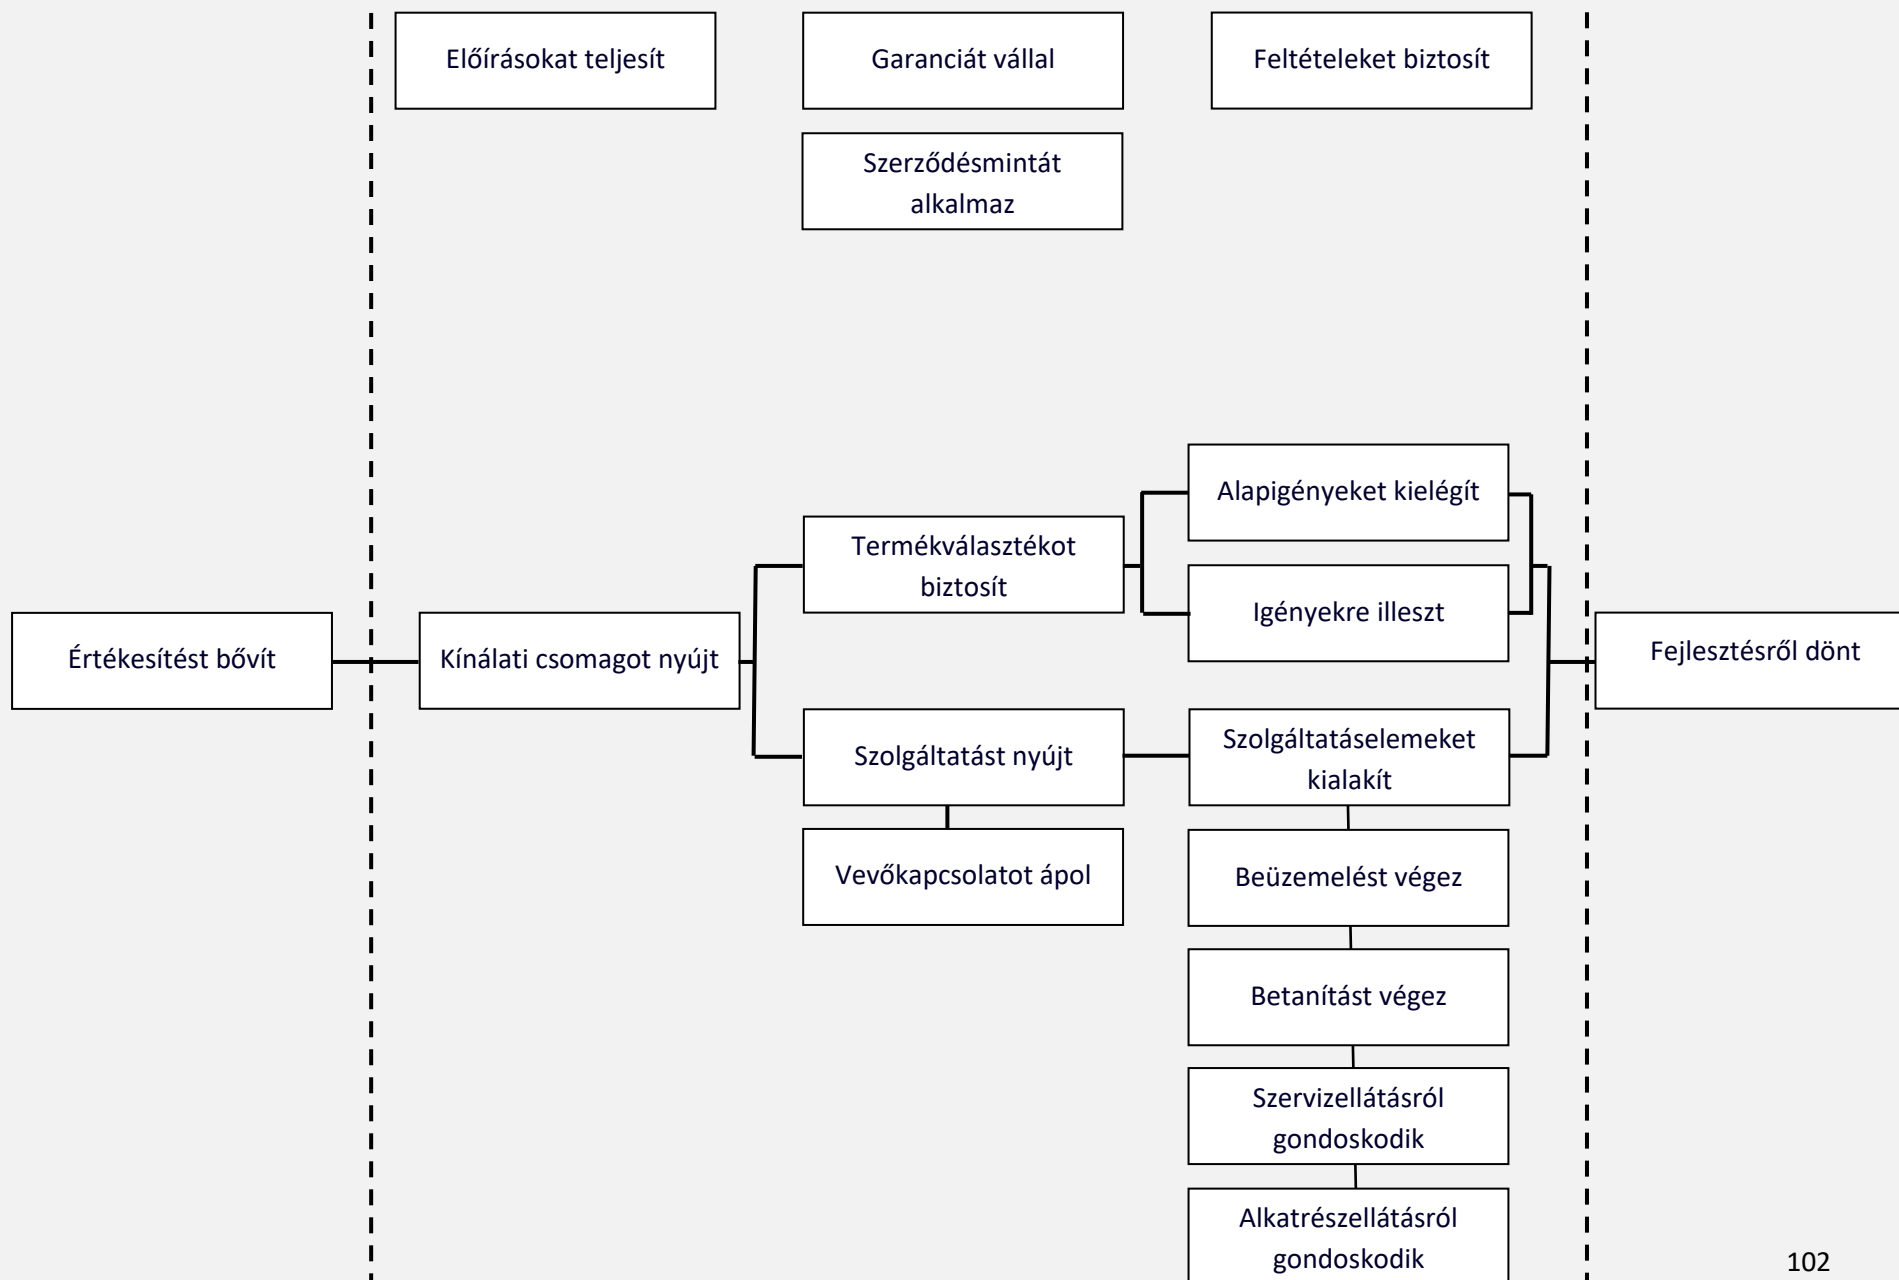 Előírásokat teljesít
Garanciát vállal
Feltételeket biztosít
Szerződésmintát
alkalmaz
Alapigényeket kielégít
Termékválasztékot
biztosít
Igényekre illeszt
Értékesítést bővít
Kínálati csomagot nyújt
Fejlesztésről dönt
Szolgáltatást nyújt
Szolgáltatáselemeket
kialakít
Vevőkapcsolatot ápol
Beüzemelést végez
Betanítást végez
Szervizellátásról
gondoskodik
Alkatrészellátásról
gondoskodik
102